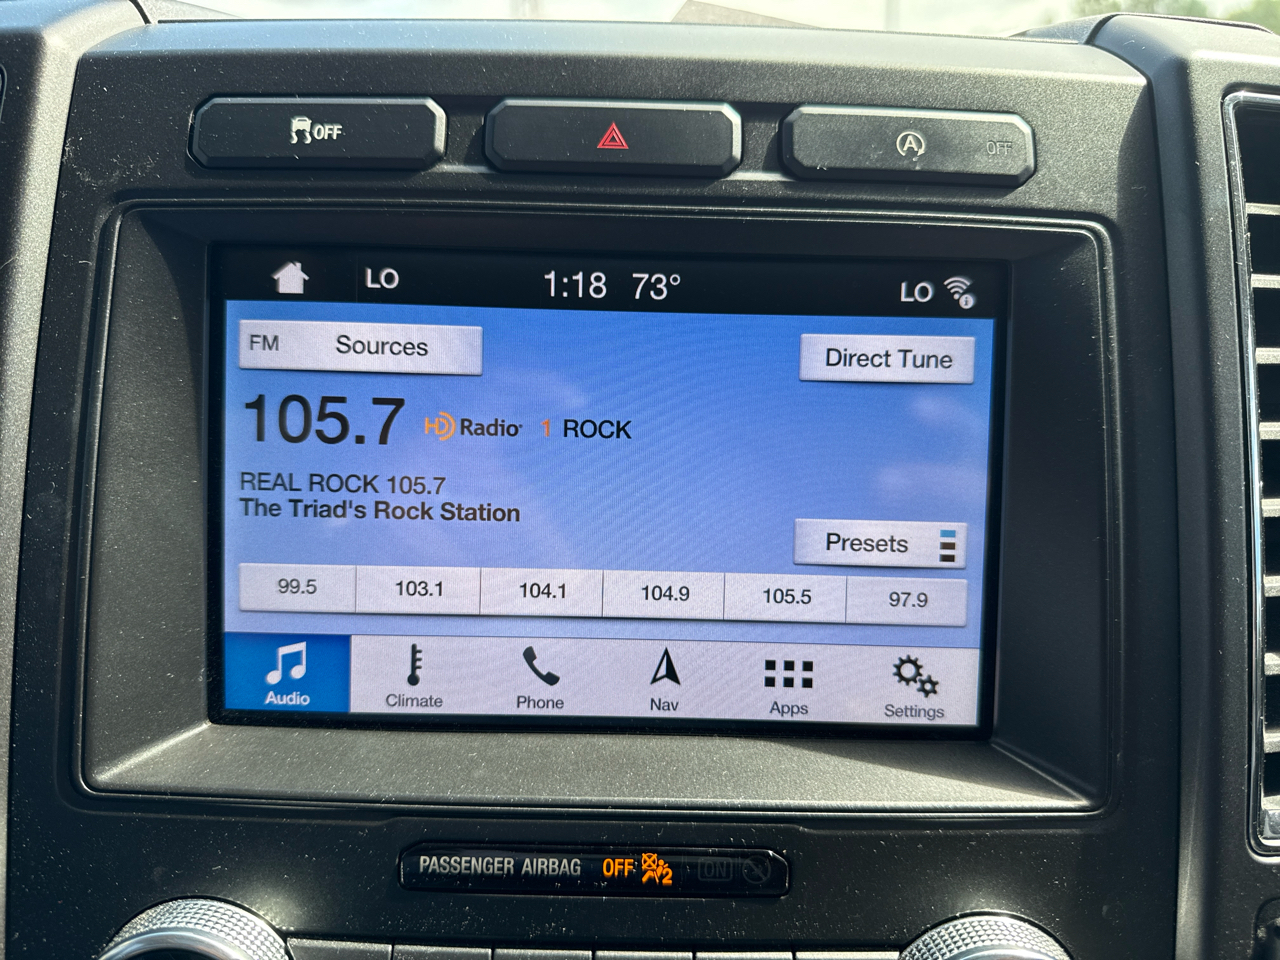 OFF
OFF
LO 1:18 73° LO
FM Sources
Direct Tune
105.7 HD Radio 1 ROCK
REAL ROCK 105.7
The Triad's Rock Station
Presets
99.5 103.1 104.1 104.9 105.5 97.9
Audio Climate Phone Nav Apps Settings
PASSENGER AIRBAG OFF 2 ON